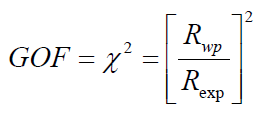 GOF = χ² = [R_wp / R_exp]²